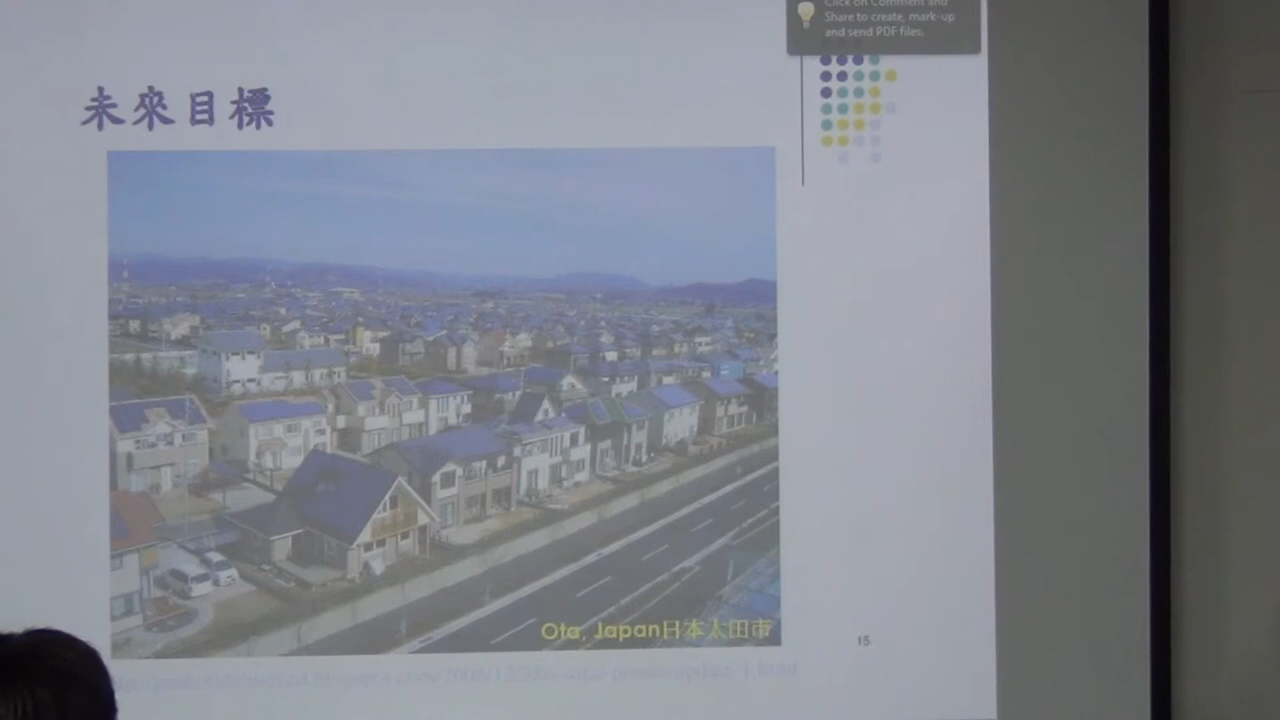 Click on Comment and
Share to create, mark-up
and send PDF files.
未來目標
Ota, Japan日本太田市
15